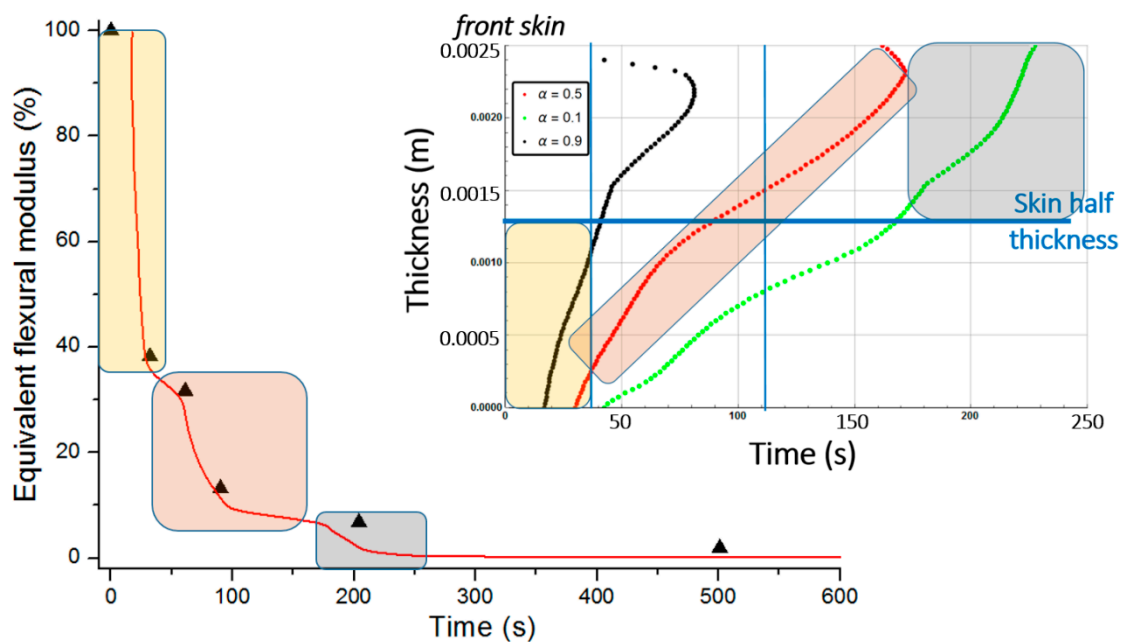 front skin
Equivalent flexural modulus (%)
100
80
60
40
20
0
0
100
200
300
400
500
600
Time (s)
Thickness (m)
0.0025
0.0020
0.0015
0.0010
0.0005
0.0000
α = 0.5
α = 0.1
α = 0.9
Skin half
thickness
0
50
100
150
200
250
Time (s)